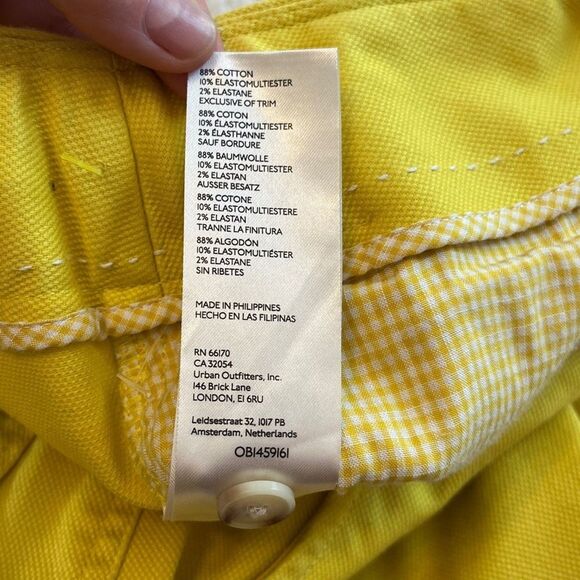 88% COTTON
10% ELASTOMULTIESTER
2% ELASTANE
EXCLUSIVE OF TRIM
88% COTON
10% ÉLASTOMULTIESTER
2% ÉLASTHANNE
SAUF BORDURE
88% BAUMWOLLE
10% ELASTOMULTIESTER
2% ELASTAN
AUSSER BESATZ
88% COTONE
10% ELASTOMULTIESTERE
2% ELASTAN
TRANNE LA FINITURA
88% ALGODÓN
10% ELASTOMULTIÉSTER
2% ELASTANE
SIN RIBETES
MADE IN PHILIPPINES
HECHO EN LAS FILIPINAS
RN 66170
CA 32054
Urban Outfitters, Inc.
146 Brick Lane
LONDON, E1 6RU
Leidsestraat 32, 1017 PB
Amsterdam, Netherlands
OB1459161